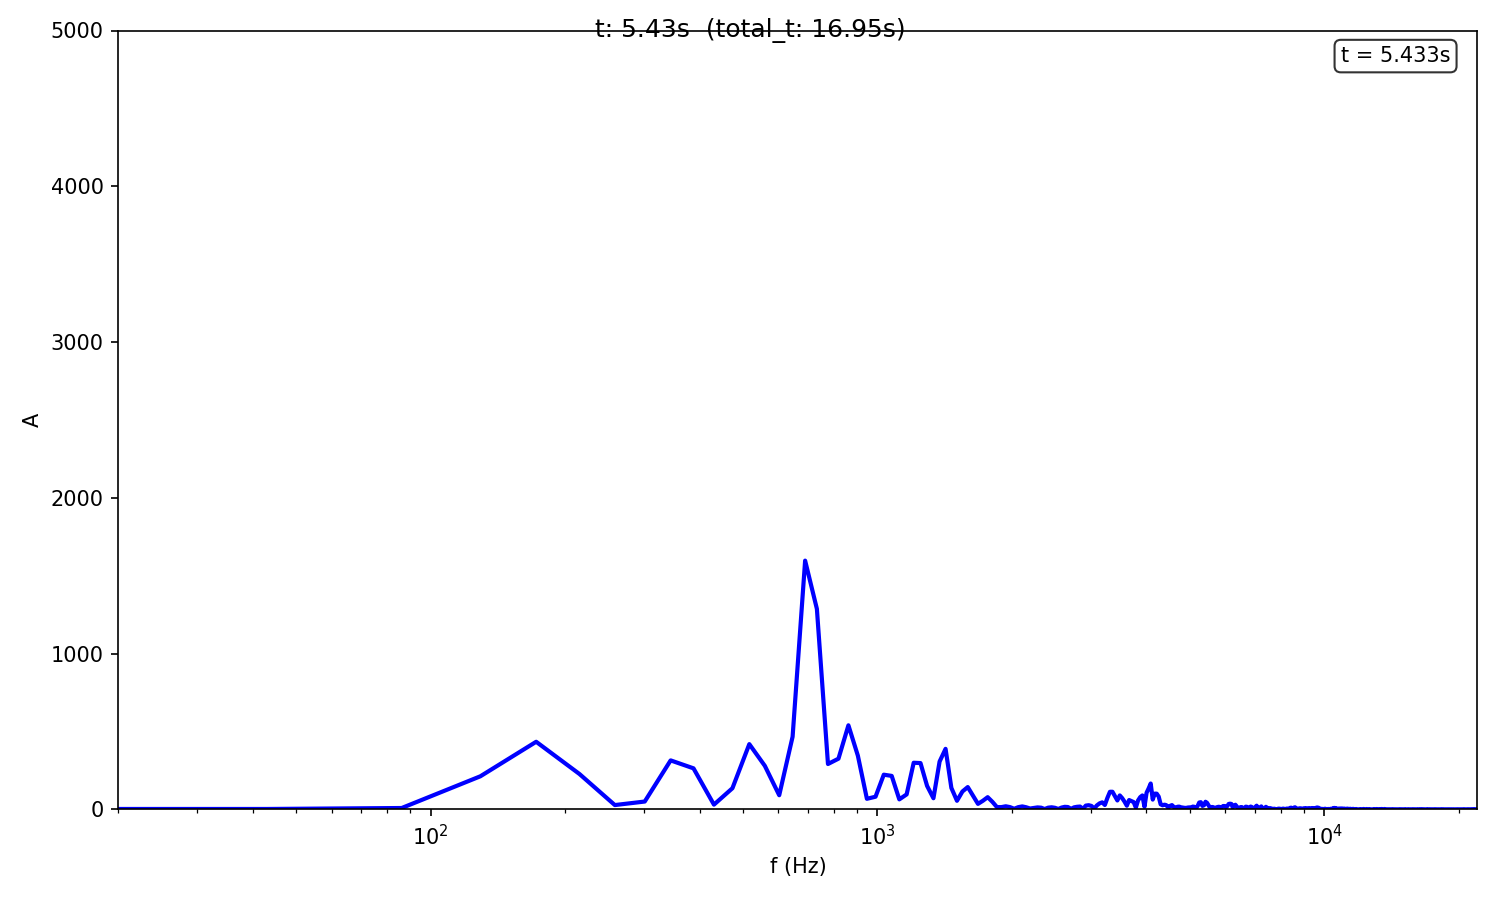 t: 5.43s (total_t: 16.95s)
t = 5.433s
5000
4000
3000
2000
1000
0
A
10²
10³
10⁴
f (Hz)